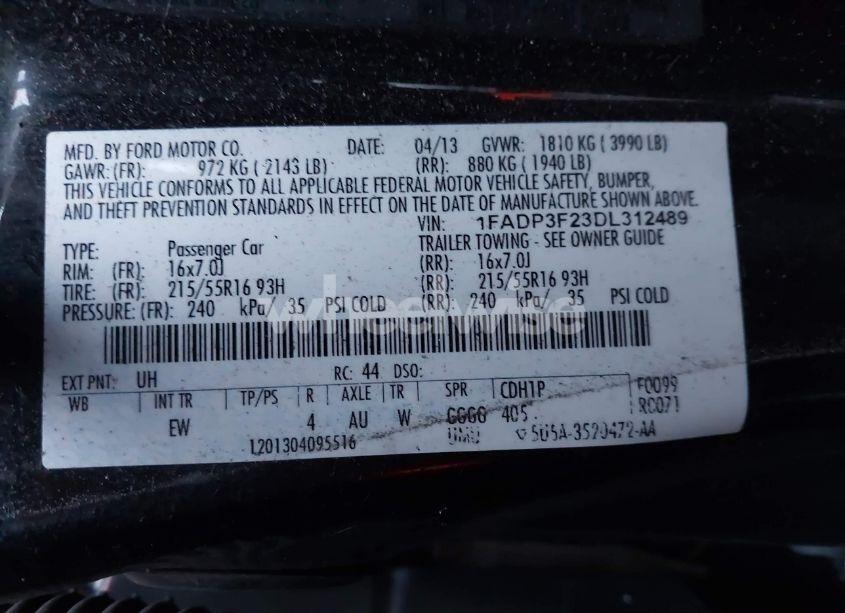 MFD. BY FORD MOTOR CO. DATE: 04/13 GVWR: 1810 KG ( 3990 LB)
GAWR: (FR): 972 KG ( 2143 LB) (RR): 880 KG ( 1940 LB)
THIS VEHICLE CONFORMS TO ALL APPLICABLE FEDERAL MOTOR VEHICLE SAFETY, BUMPER,
AND THEFT PREVENTION STANDARDS IN EFFECT ON THE DATE OF MANUFACTURE SHOWN ABOVE.
VIN: 1FADP3F23DL312489
TYPE: Passenger Car TRAILER TOWING - SEE OWNER GUIDE
RIM: (FR): 16x7.0J (RR): 16x7.0J
TIRE: (FR): 215/55R16 93H (RR): 215/55R16 93H
PRESSURE: (FR): 240 kPa/ 35 PSI COLD (RR): 240 kPa/ 35 PSI COLD
wheelwise
EXT PNT: UH RC: 44 DSO:
WB INT TR TP/PS R AXLE TR SPR CDH1P F0099
EW 4 AU W GGGG 405 RC071
L201304095516 UMU 5U5A-3520472-AA